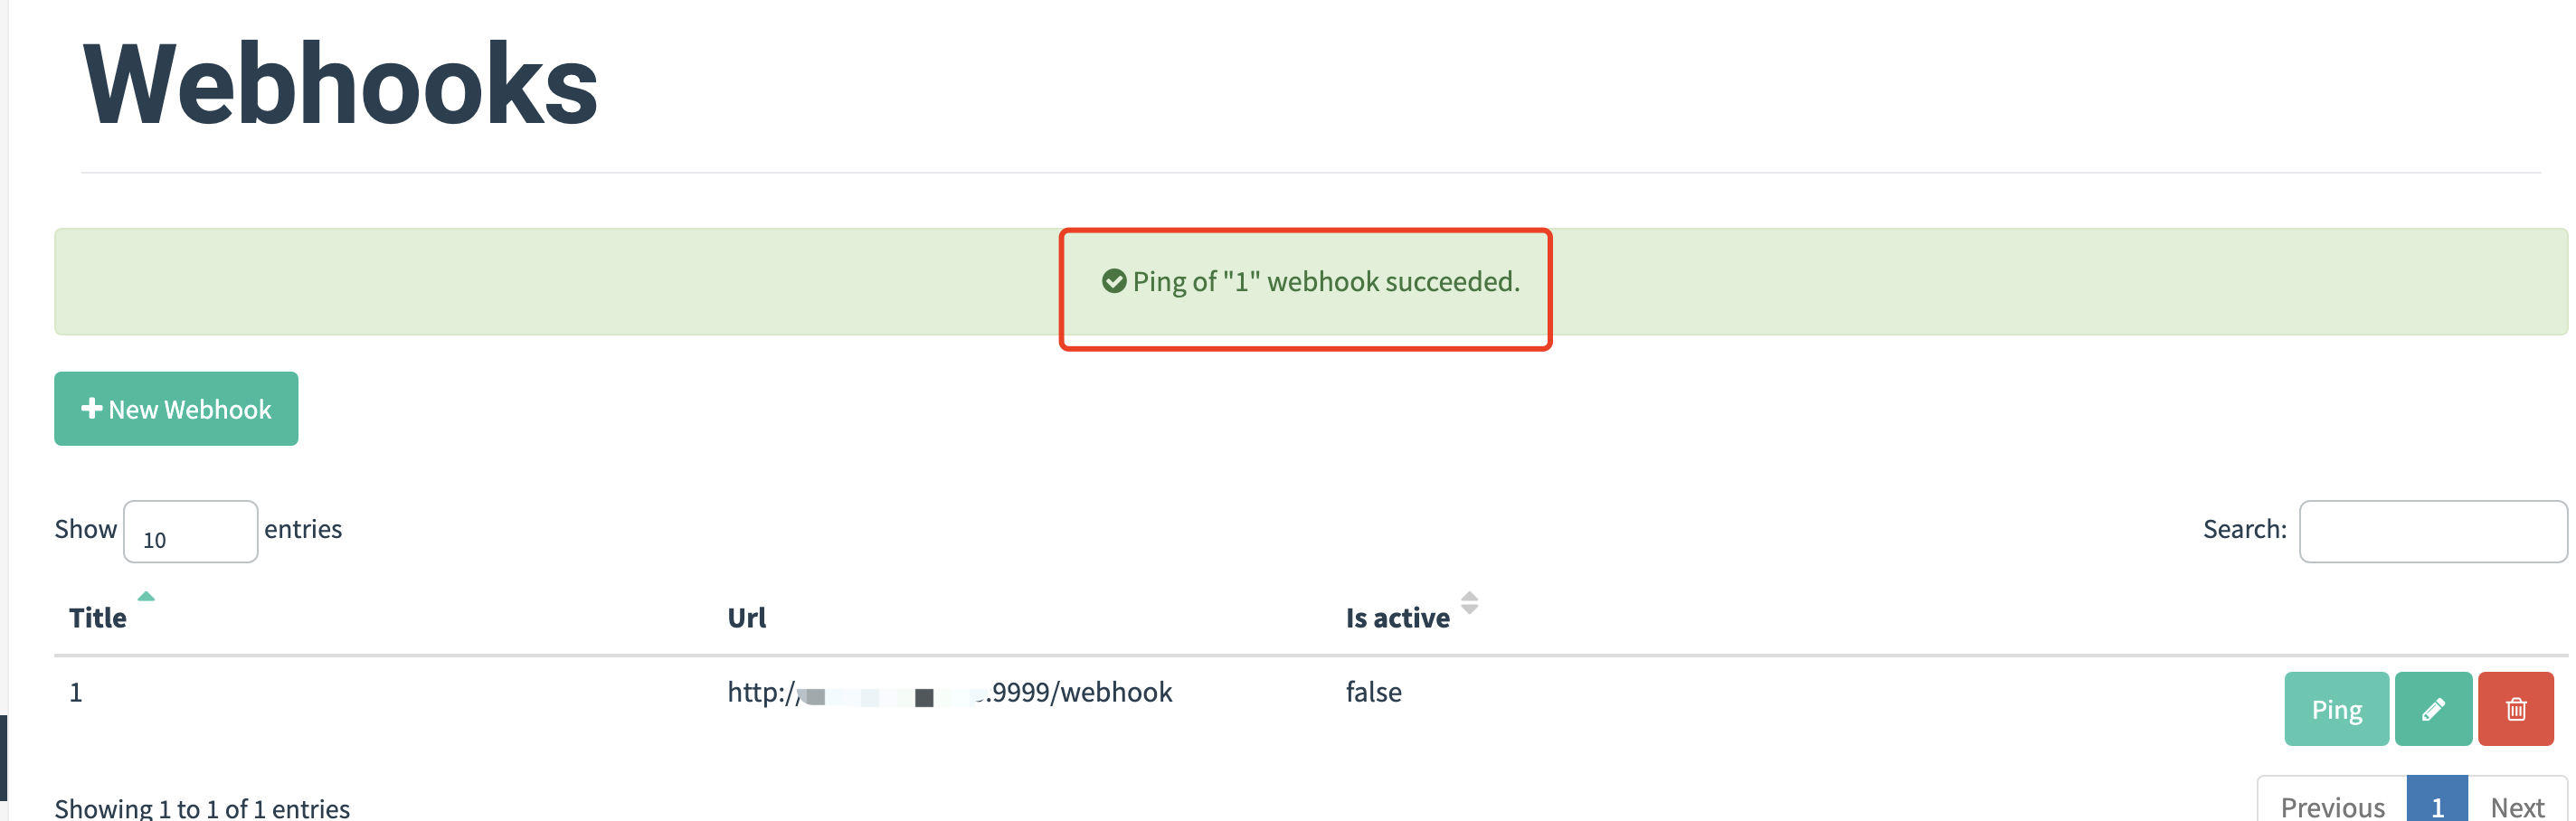 Webhooks
Ping of "1" webhook succeeded.
New Webhook
Show 10 entries
Search:
Title Url Is active
1 http:/ 9999/webhook false
Ping
Showing 1 to 1 of 1 entries
Previous 1 Next